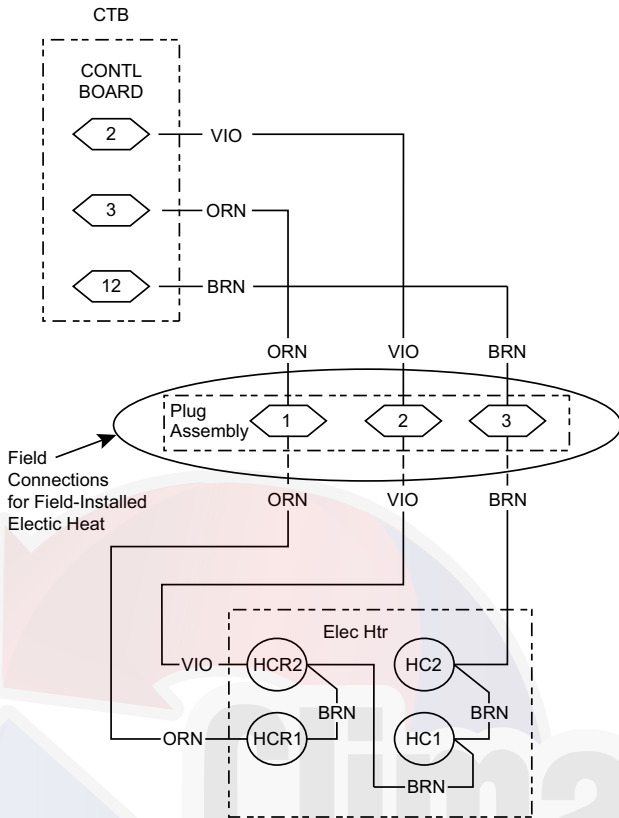 CTB
CONTL
BOARD
2
VIO
3
ORN
12
BRN
ORN
VIO
BRN
Plug
Assembly
1
2
3
Field
Connections
for Field-Installed
Electic Heat
ORN
VIO
BRN
Elec Htr
VIO
HCR2
HC2
BRN
BRN
ORN
HCR1
HC1
BRN
Clima